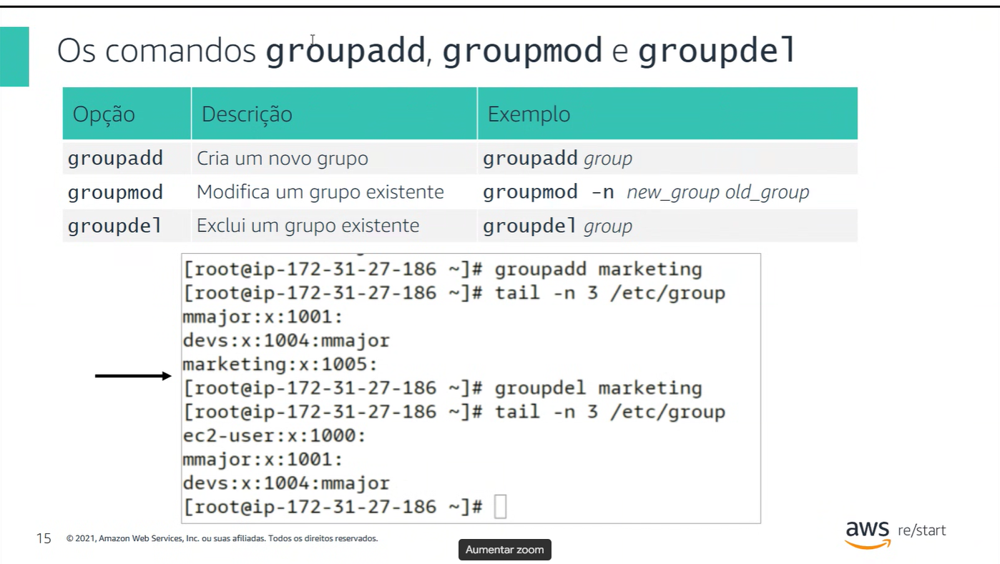 Os comandos groupadd, groupmod e groupdel
Opção Descrição Exemplo
groupadd Cria um novo grupo groupadd group
groupmod Modifica um grupo existente groupmod -n new_group old_group
groupdel Exclui um grupo existente groupdel group
[root@ip-172-31-27-186 ~]# groupadd marketing
[root@ip-172-31-27-186 ~]# tail -n 3 /etc/group
mmajor:x:1001:
devs:x:1004:mmajor
marketing:x:1005:
[root@ip-172-31-27-186 ~]# groupdel marketing
[root@ip-172-31-27-186 ~]# tail -n 3 /etc/group
ec2-user:x:1000:
mmajor:x:1001:
devs:x:1004:mmajor
[root@ip-172-31-27-186 ~]#
15 © 2021, Amazon Web Services, Inc. ou suas afiliadas. Todos os direitos reservados.
aws re/start
Aumentar zoom